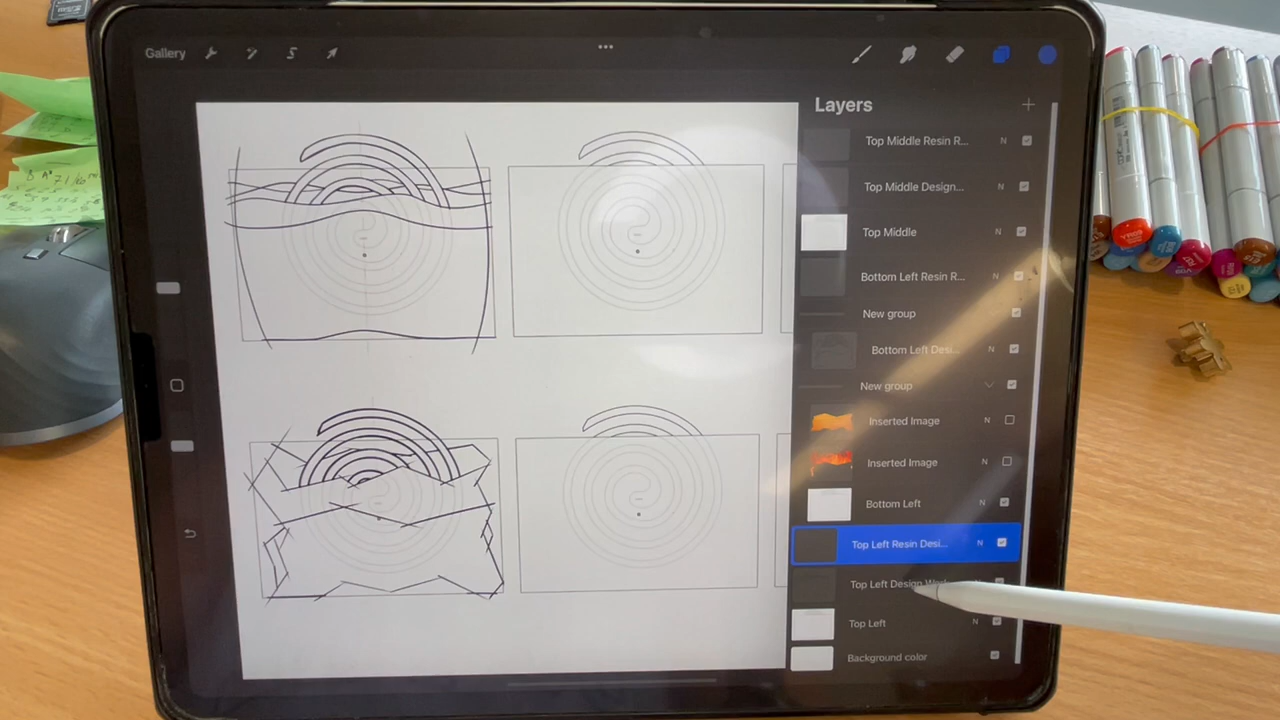 Gallery
Layers
Top Middle Resin R... N
Top Middle Design... N
Top Middle N
Bottom Left Resin R... N
New group
Bottom Left Desi... N
New group
Inserted Image N
Inserted Image N
Bottom Left N
Top Left Resin Desi... N
Top Left Design
Top Left N
Background color
YR09